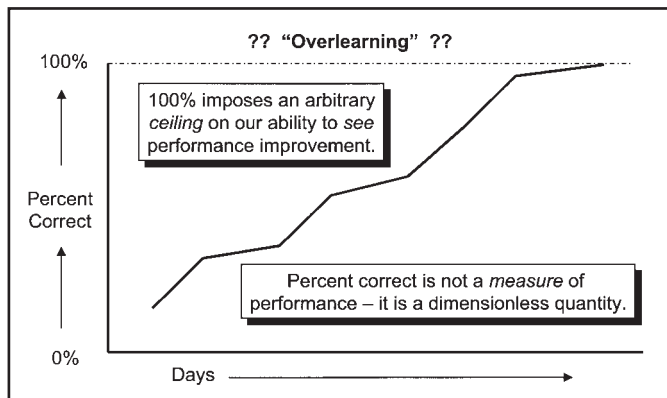 ?? “Overlearning” ??
100%
100% imposes an arbitrary
ceiling on our ability to see
performance improvement.
Percent
Correct
Percent correct is not a measure of
performance – it is a dimensionless quantity.
0%
Days